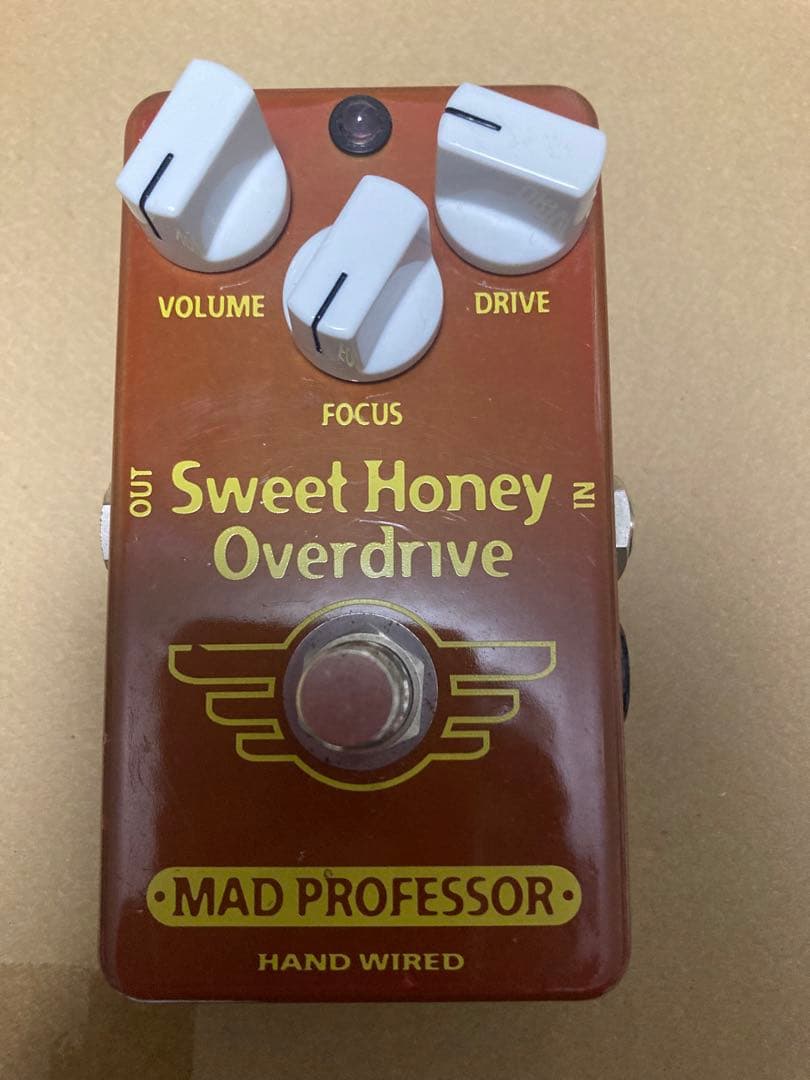 VOLUME
DRIVE
FOCUS
OUT
IN
Sweet Honey
Overdrive
·MAD PROFESSOR·
HAND WIRED